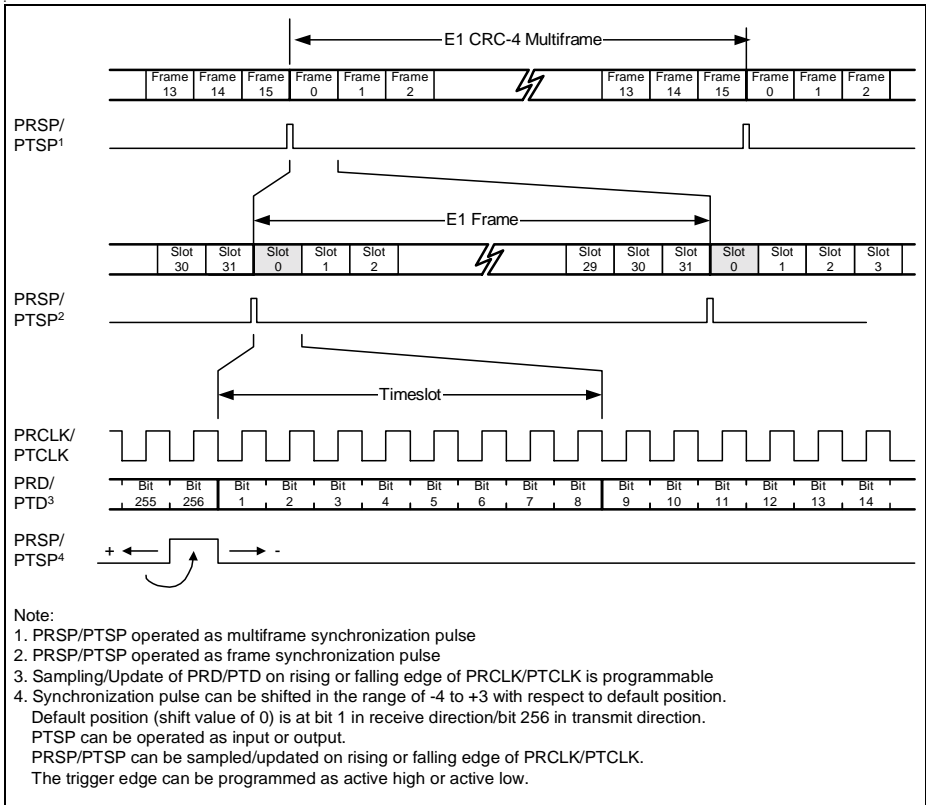 E1 CRC-4 Multiframe
Frame 13 Frame 14 Frame 15 Frame 0 Frame 1 Frame 2 Frame 13 Frame 14 Frame 15 Frame 0 Frame 1 Frame 2
PRSP/
PTSP1
E1 Frame
Slot 30 Slot 31 Slot 0 Slot 1 Slot 2 Slot 29 Slot 30 Slot 31 Slot 0 Slot 1 Slot 2 Slot 3
PRSP/
PTSP2
Timeslot
PRCLK/
PTCLK
PRD/
PTD3
Bit 255 Bit 256 Bit 1 Bit 2 Bit 3 Bit 4 Bit 5 Bit 6 Bit 7 Bit 8 Bit 9 Bit 10 Bit 11 Bit 12 Bit 13 Bit 14
PRSP/
PTSP4
+ -
Note:
1. PRSP/PTSP operated as multiframe synchronization pulse
2. PRSP/PTSP operated as frame synchronization pulse
3. Sampling/Update of PRD/PTD on rising or falling edge of PRCLK/PTCLK is programmable
4. Synchronization pulse can be shifted in the range of -4 to +3 with respect to default position.
Default position (shift value of 0) is at bit 1 in receive direction/bit 256 in transmit direction.
PTSP can be operated as input or output.
PRSP/PTSP can be sampled/updated on rising or falling edge of PRCLK/PTCLK.
The trigger edge can be programmed as active high or active low.